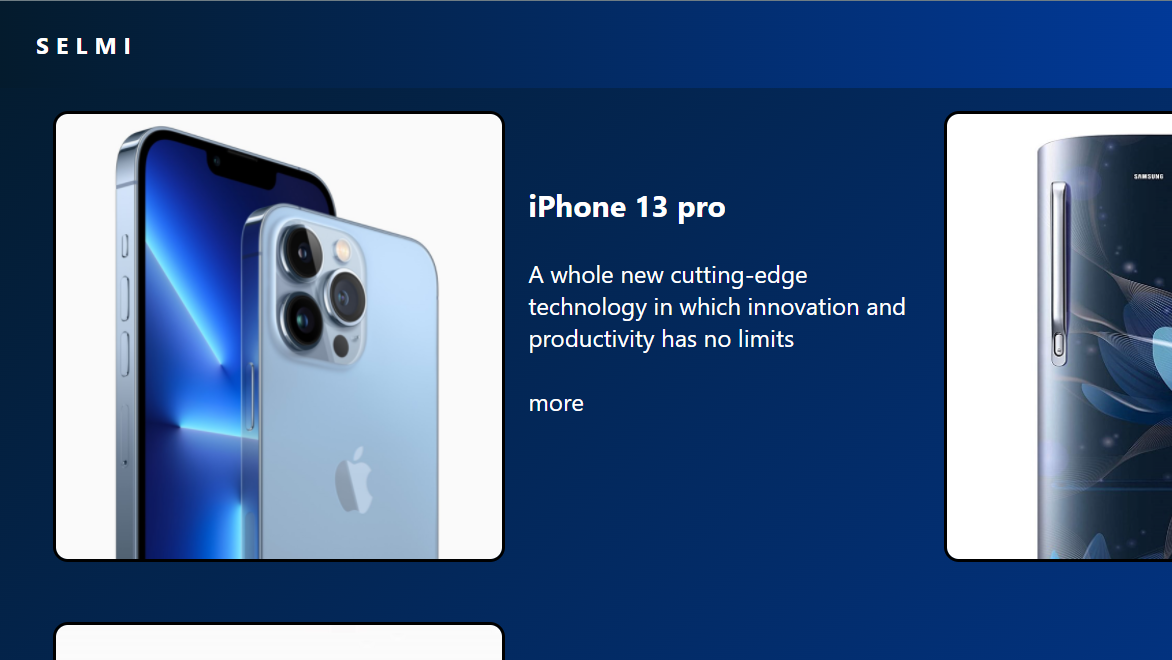 SELMI
iPhone 13 pro
A whole new cutting-edge
technology in which innovation and
productivity has no limits
more
SAMSUNG